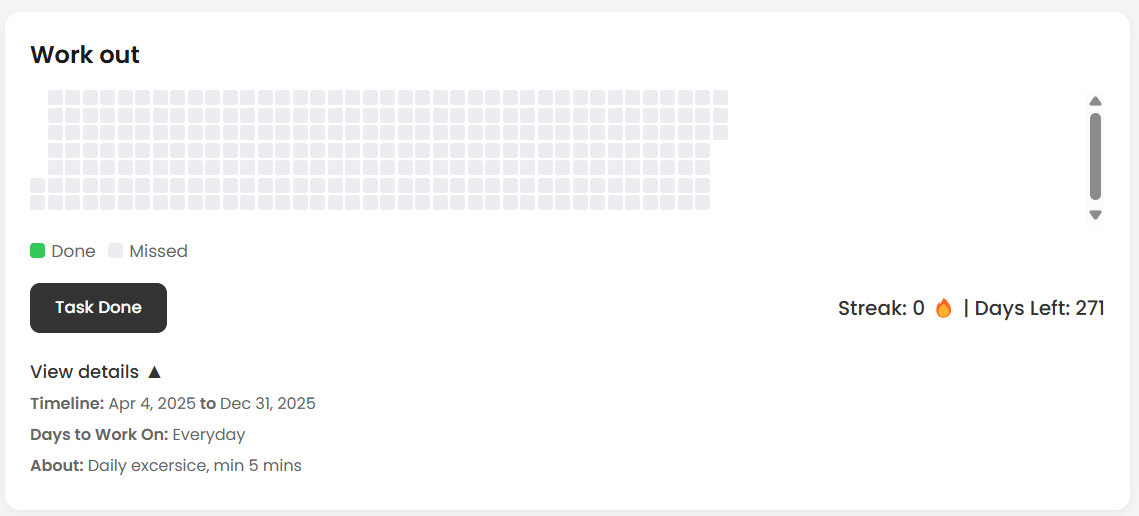 Work out
Done Missed
Task Done
Streak: 0 🔥 | Days Left: 271
View details ▲
Timeline: Apr 4, 2025 to Dec 31, 2025
Days to Work On: Everyday
About: Daily excersice, min 5 mins